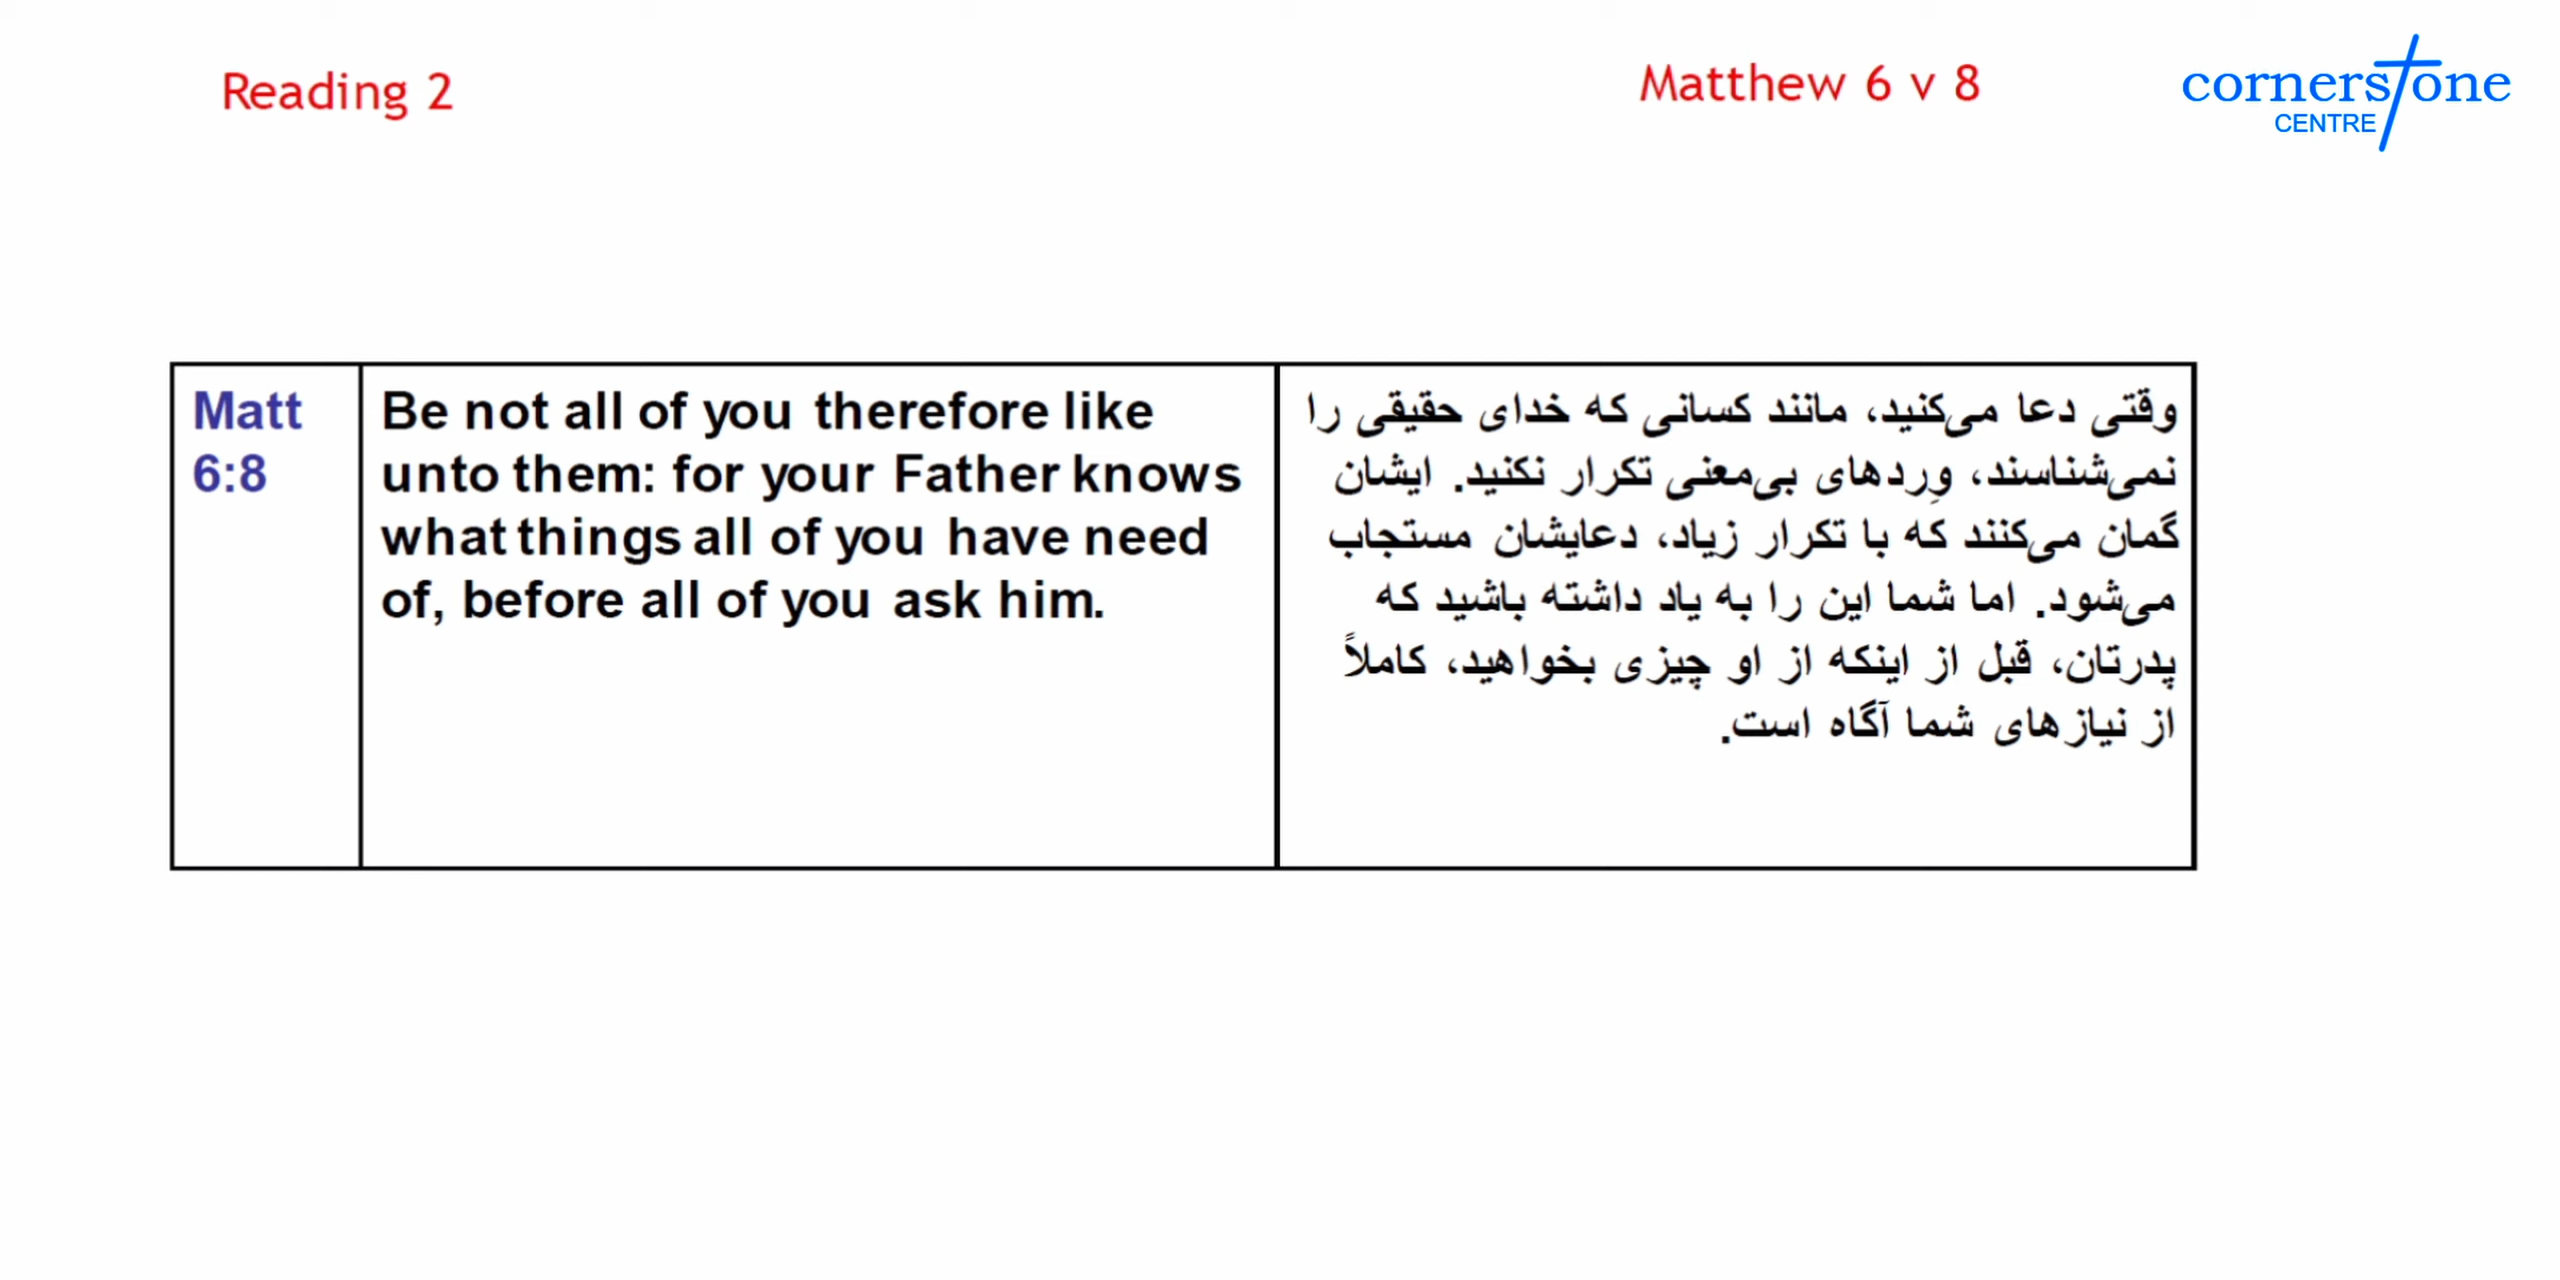 Reading 2
Matthew 6 v 8
cornerstone
CENTRE
Matt
6:8
Be not all of you therefore like
unto them: for your Father knows
what things all of you have need
of, before all of you ask him.
وقتی دعا می‌کنید، مانند کسانی که خدای حقیقی را
نمی‌شناسند، وِردهای بی‌معنی تکرار نکنید. ایشان
گمان می‌کنند که با تکرار زیاد، دعایشان مستجاب
می‌شود. اما شما این را به یاد داشته باشید که
پدرتان، قبل از اینکه از او چیزی بخواهید، کاملاً
از نیازهای شما آگاه است.